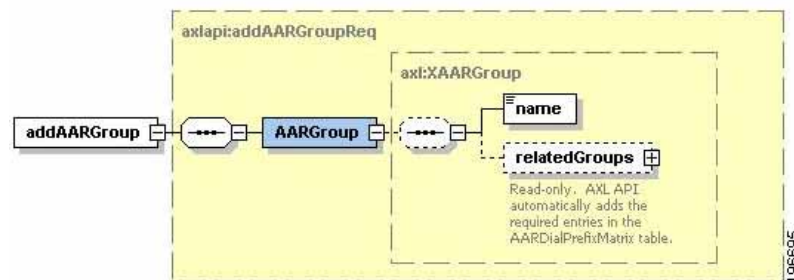 axlapi:addAARGroupReq
axl:XAARGroup
addAARGroup
AARGroup
name
relatedGroups
Read-only. AXL API
automatically adds the
required entries in the
AARDialPrefixMatrix table.